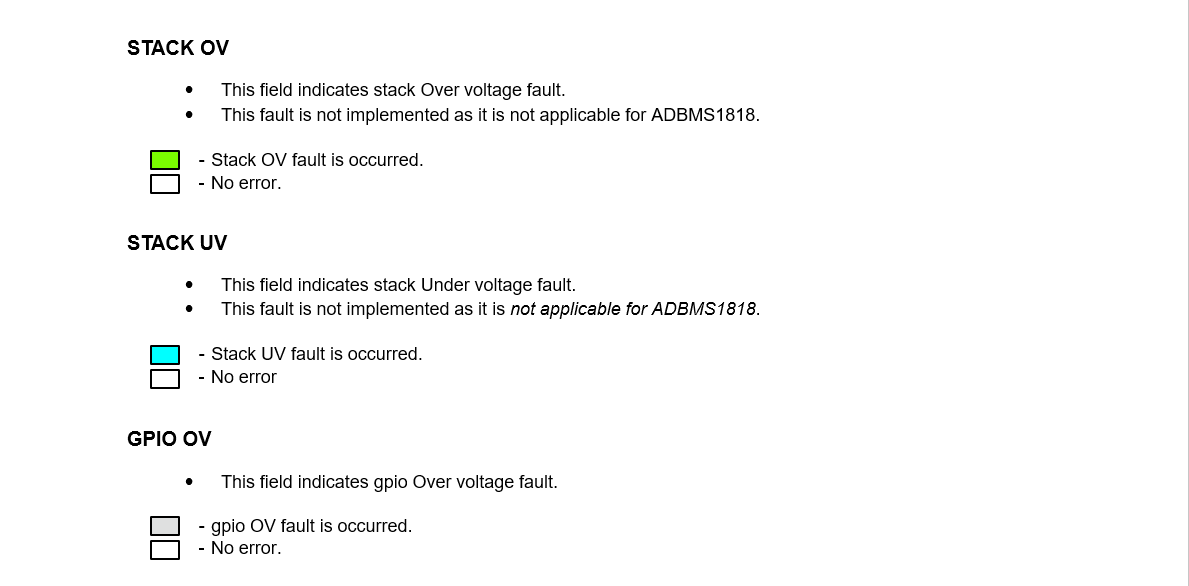 STACK OV
• This field indicates stack Over voltage fault.
• This fault is not implemented as it is not applicable for ADBMS1818.
- Stack OV fault is occurred.
- No error.
STACK UV
• This field indicates stack Under voltage fault.
• This fault is not implemented as it is not applicable for ADBMS1818.
- Stack UV fault is occurred.
- No error
GPIO OV
• This field indicates gpio Over voltage fault.
- gpio OV fault is occurred.
- No error.